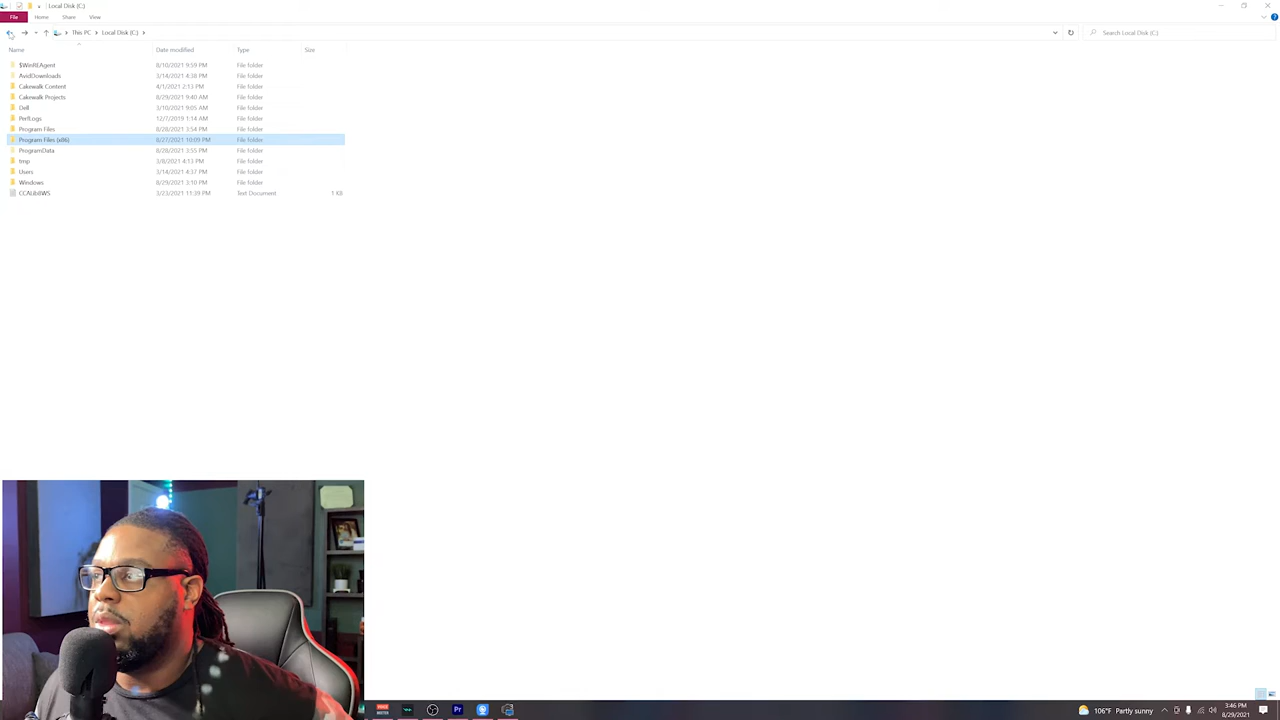 Local Disk (C:)
File Home Share View
This PC Local Disk (C:) Search Local Disk (C:)
Name Date modified Type Size
$WinREAgent 8/10/2021 9:59 PM File folder
AvidDownloads 3/14/2021 4:38 PM File folder
Cakewalk Content 4/1/2021 2:13 PM File folder
Cakewalk Projects 8/29/2021 9:40 AM File folder
Dell 3/10/2021 9:05 AM File folder
PerfLogs 12/7/2019 1:14 AM File folder
Program Files 8/28/2021 3:54 PM File folder
Program Files (x86) 8/27/2021 10:09 PM File folder
ProgramData 8/28/2021 3:55 PM File folder
tmp 3/8/2021 4:13 PM File folder
Users 3/14/2021 4:37 PM File folder
Windows 8/29/2021 3:10 PM File folder
3/23/2021 11:39 PM Text Document 1 KB
Pr 106°F Partly sunny 3:46 PM
8/29/2021